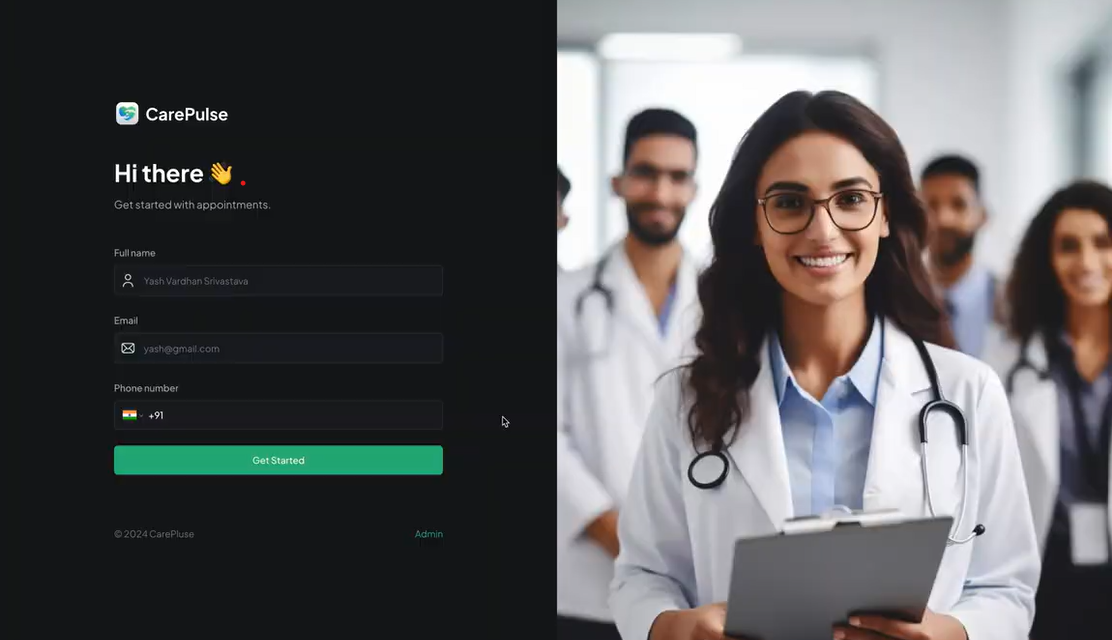 CarePulse
Hi there 👋
Get started with appointments.
Full name
Yash Vardhan Srivastava
Email
yash@gmail.com
Phone number
+91
Get Started
© 2024 CarePluse
Admin